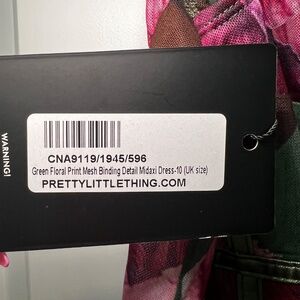 WARNING!
CNA9119/1945/596
Green Floral Print Mesh Binding Detail Midaxi Dress-10 (UK size)
PRETTYLITTLETHING.COM